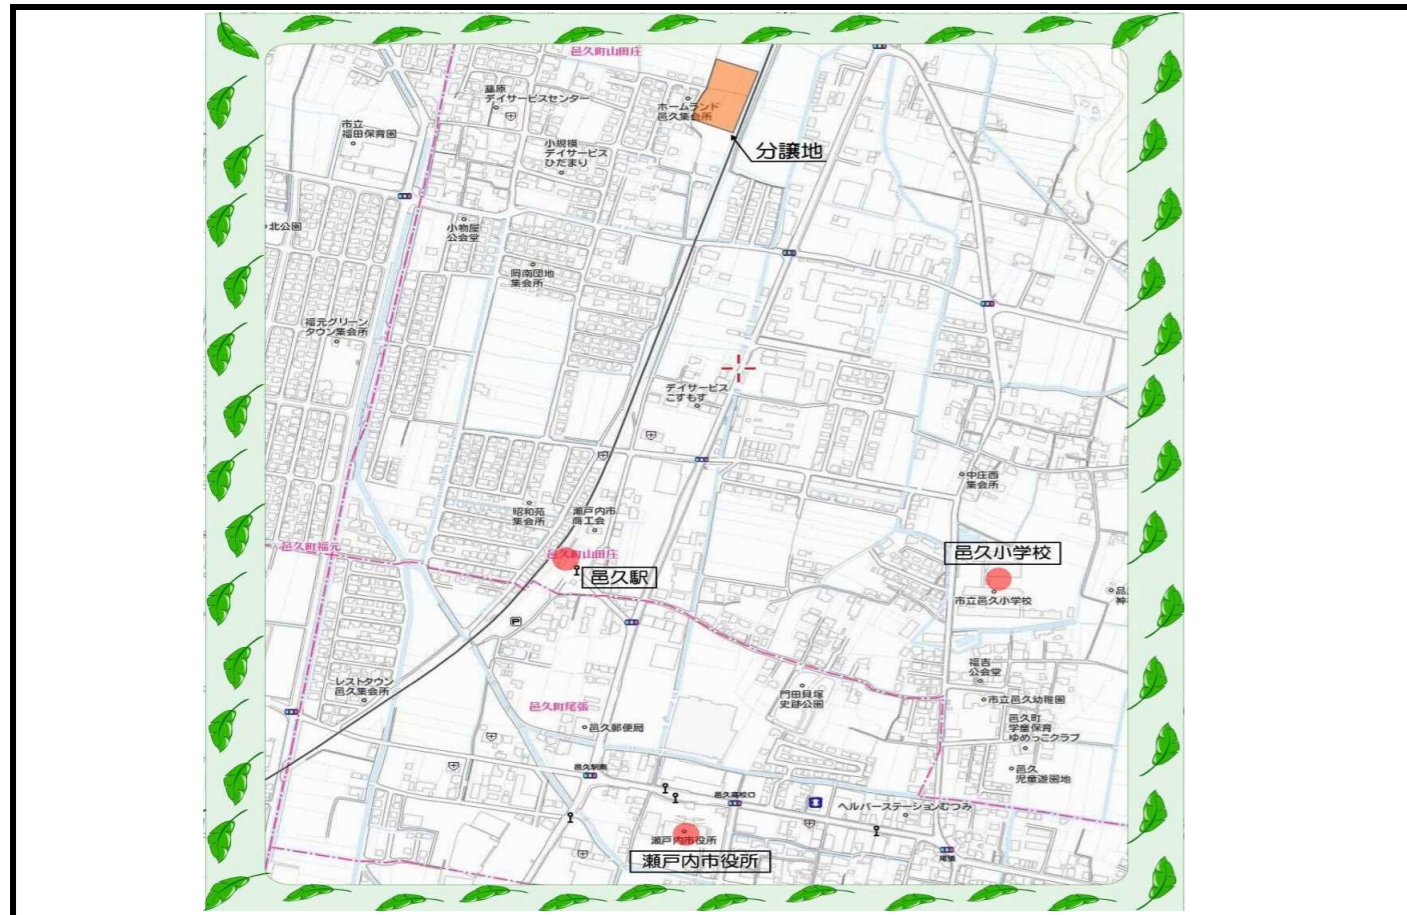 邑久町山田庄
藤原
デイサービスセンター
ホームランド
邑久集会所
市立
福田保育園
小規模
デイサービス
ひだまり
分譲地
北公園
小物屋
公会堂
岡南団地
集会所
福元グリーン
タウン集会所
デイサービス
こすもす
中庄西
集会所
昭和苑
集会所
瀬戸内市
商工会
邑久町福元
邑久町山田庄
邑久駅
邑久小学校
市立邑久小学校
P
福吉
公会堂
レストタウン
邑久集会所
門田貝塚
史跡公園
市立邑久幼稚園
邑久町尾張
邑久郵便局
邑久町
学童保育
ゆめっこクラブ
邑久
児童遊園地
邑久駅南
邑久高校口
ヘルパーステーションむつみ
瀬戸内市役所
尾張
瀬戸内市役所